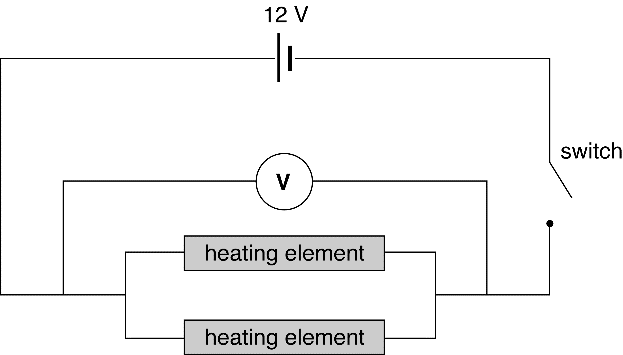 12 V
switch
V
heating element
heating element